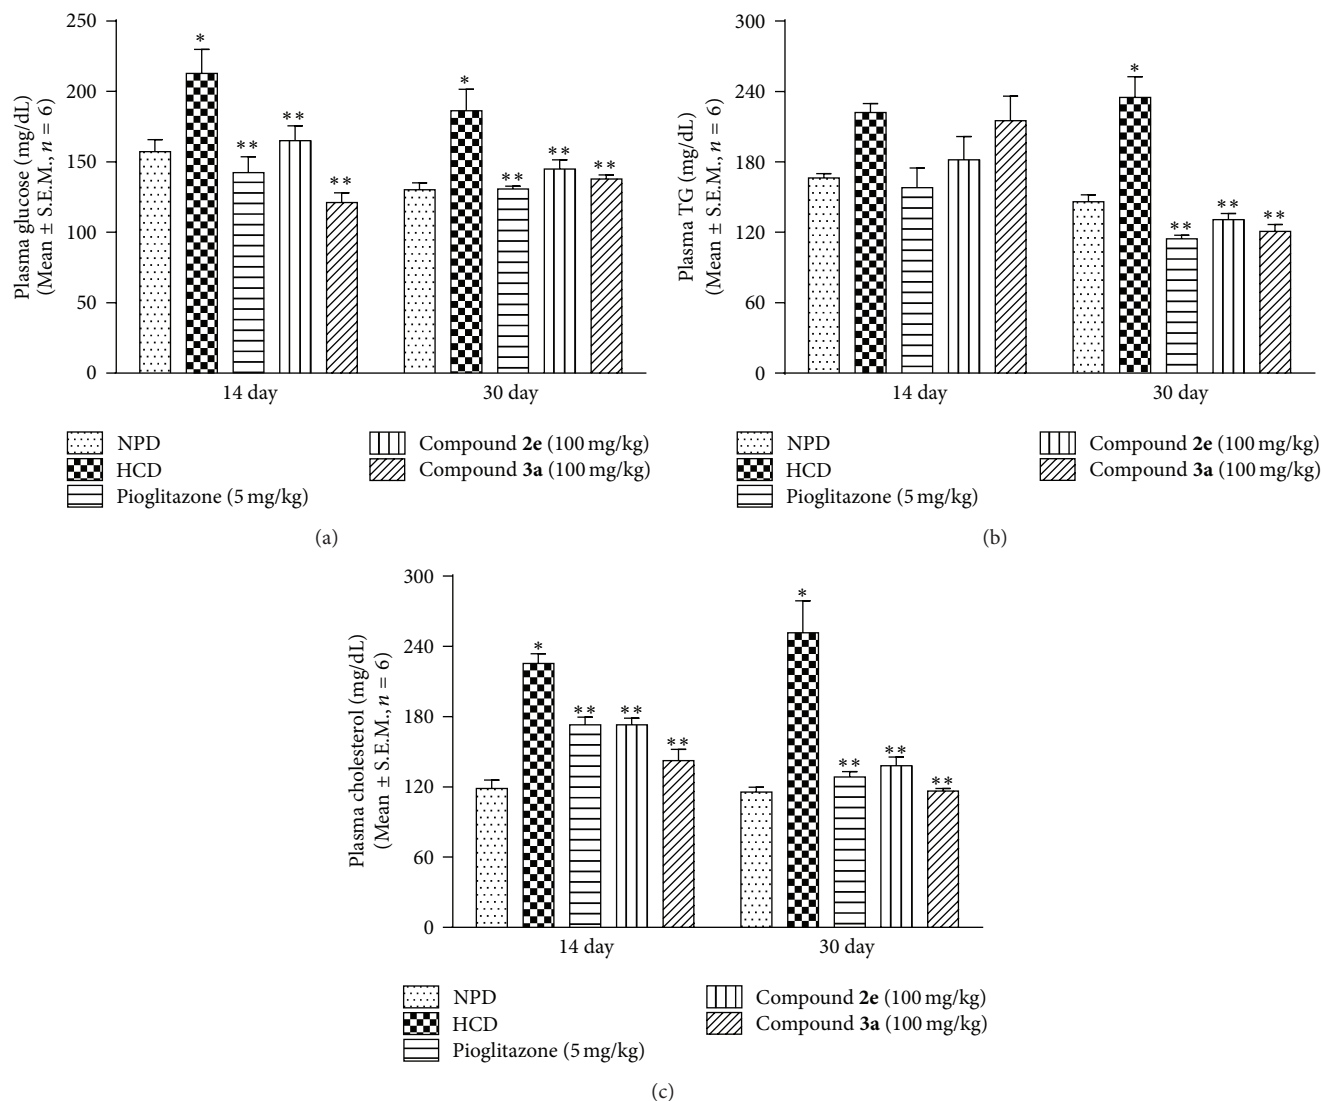 Plasma glucose (mg/dL)
(Mean ± S.E.M., n = 6)
250
200
150
100
50
0
*
**
**
**
*
**
**
**
14 day
30 day
NPD
HCD
Pioglitazone (5 mg/kg)
Compound 2e (100 mg/kg)
Compound 3a (100 mg/kg)
(a)
Plasma TG (mg/dL)
(Mean ± S.E.M., n = 6)
300
240
180
120
60
0
*
**
**
**
14 day
30 day
NPD
HCD
Pioglitazone (5 mg/kg)
Compound 2e (100 mg/kg)
Compound 3a (100 mg/kg)
(b)
Plasma cholesterol (mg/dL)
(Mean ± S.E.M., n = 6)
300
240
180
120
60
0
*
**
**
**
*
**
**
**
14 day
30 day
NPD
HCD
Pioglitazone (5 mg/kg)
Compound 2e (100 mg/kg)
Compound 3a (100 mg/kg)
(c)